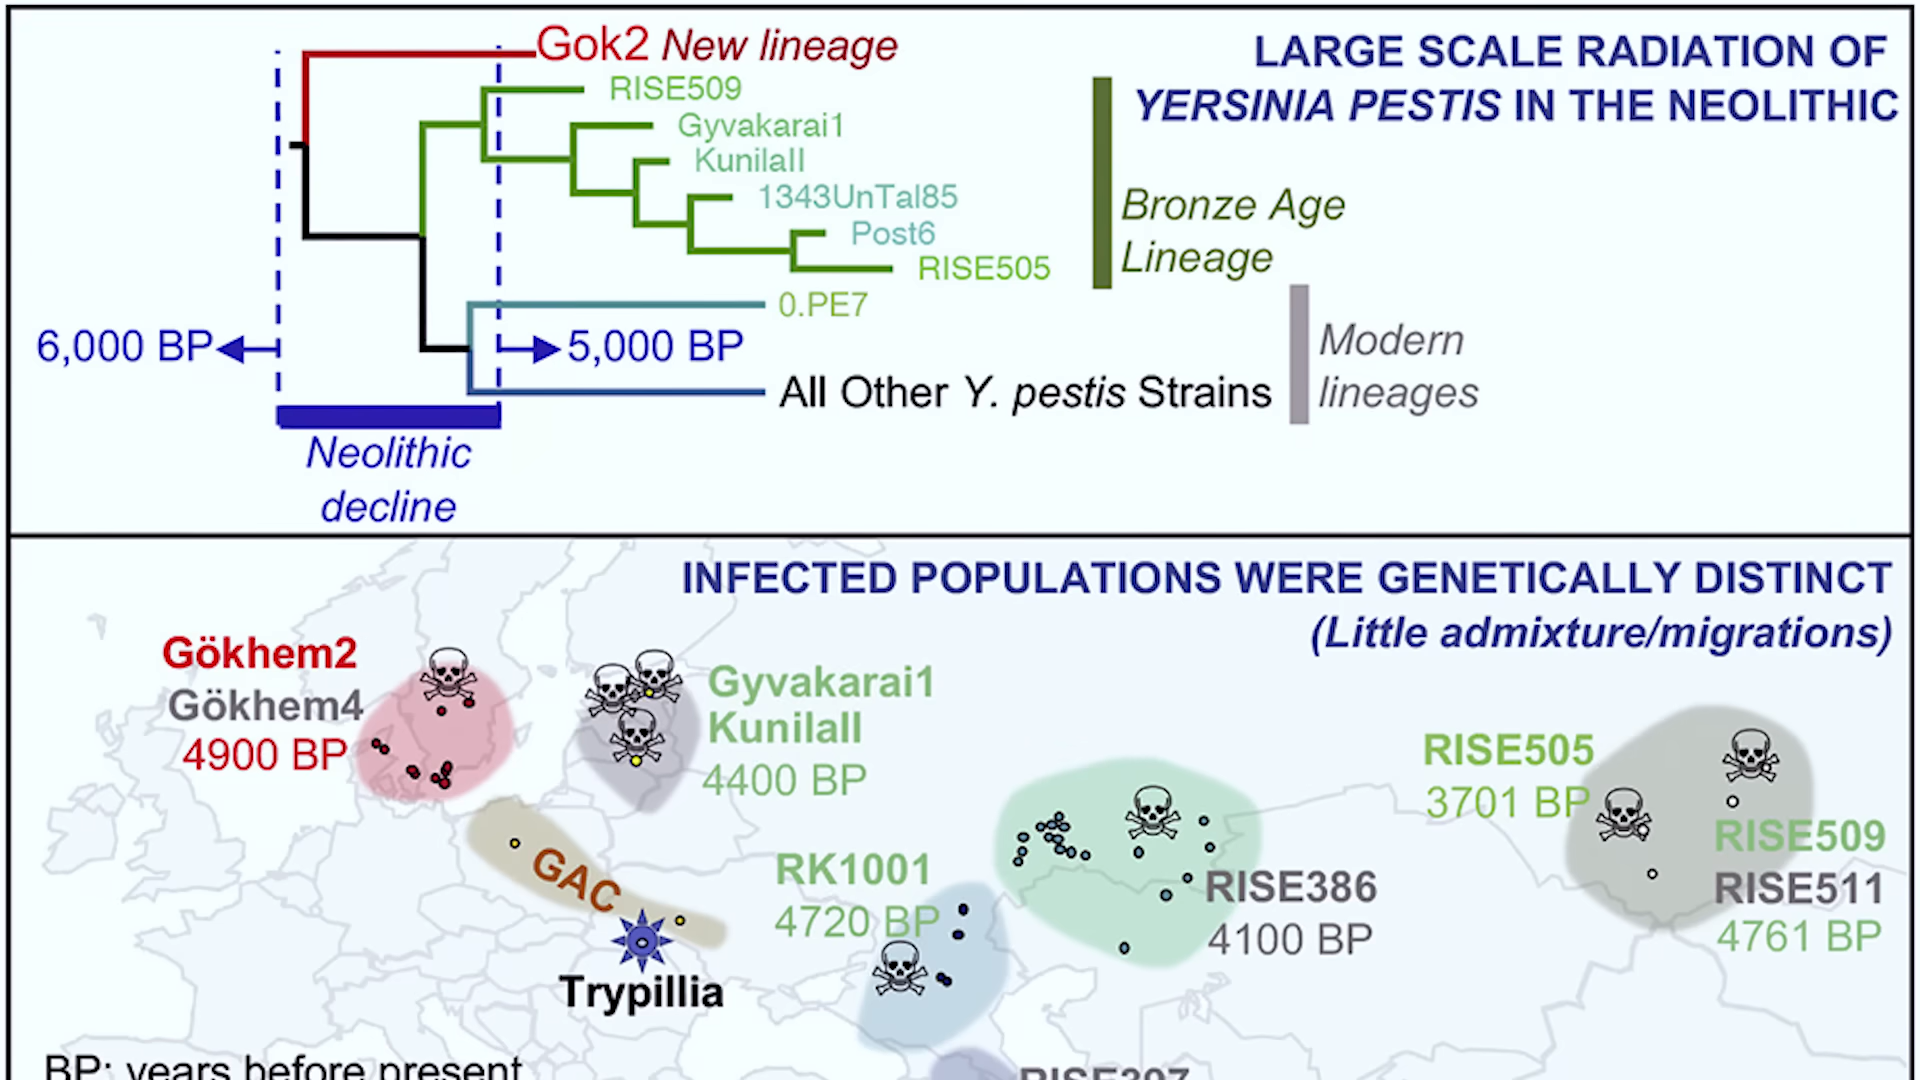 Gok2 New lineage
RISE509
Gyvakarai1
KunilaII
1343UnTal85
Post6
RISE505
0.PE7
All Other Y. pestis Strains
LARGE SCALE RADIATION OF
YERSINIA PESTIS IN THE NEOLITHIC
Bronze Age
Lineage
Modern
lineages
6,000 BP
5,000 BP
Neolithic
decline
INFECTED POPULATIONS WERE GENETICALLY DISTINCT
(Little admixture/migrations)
Gökhem2
Gökhem4
4900 BP
Gyvakarai1
KunilaII
4400 BP
GAC
Trypillia
RK1001
4720 BP
RISE386
4100 BP
RISE505
3701 BP
RISE509
RISE511
4761 BP
BP: years before present
RISE397